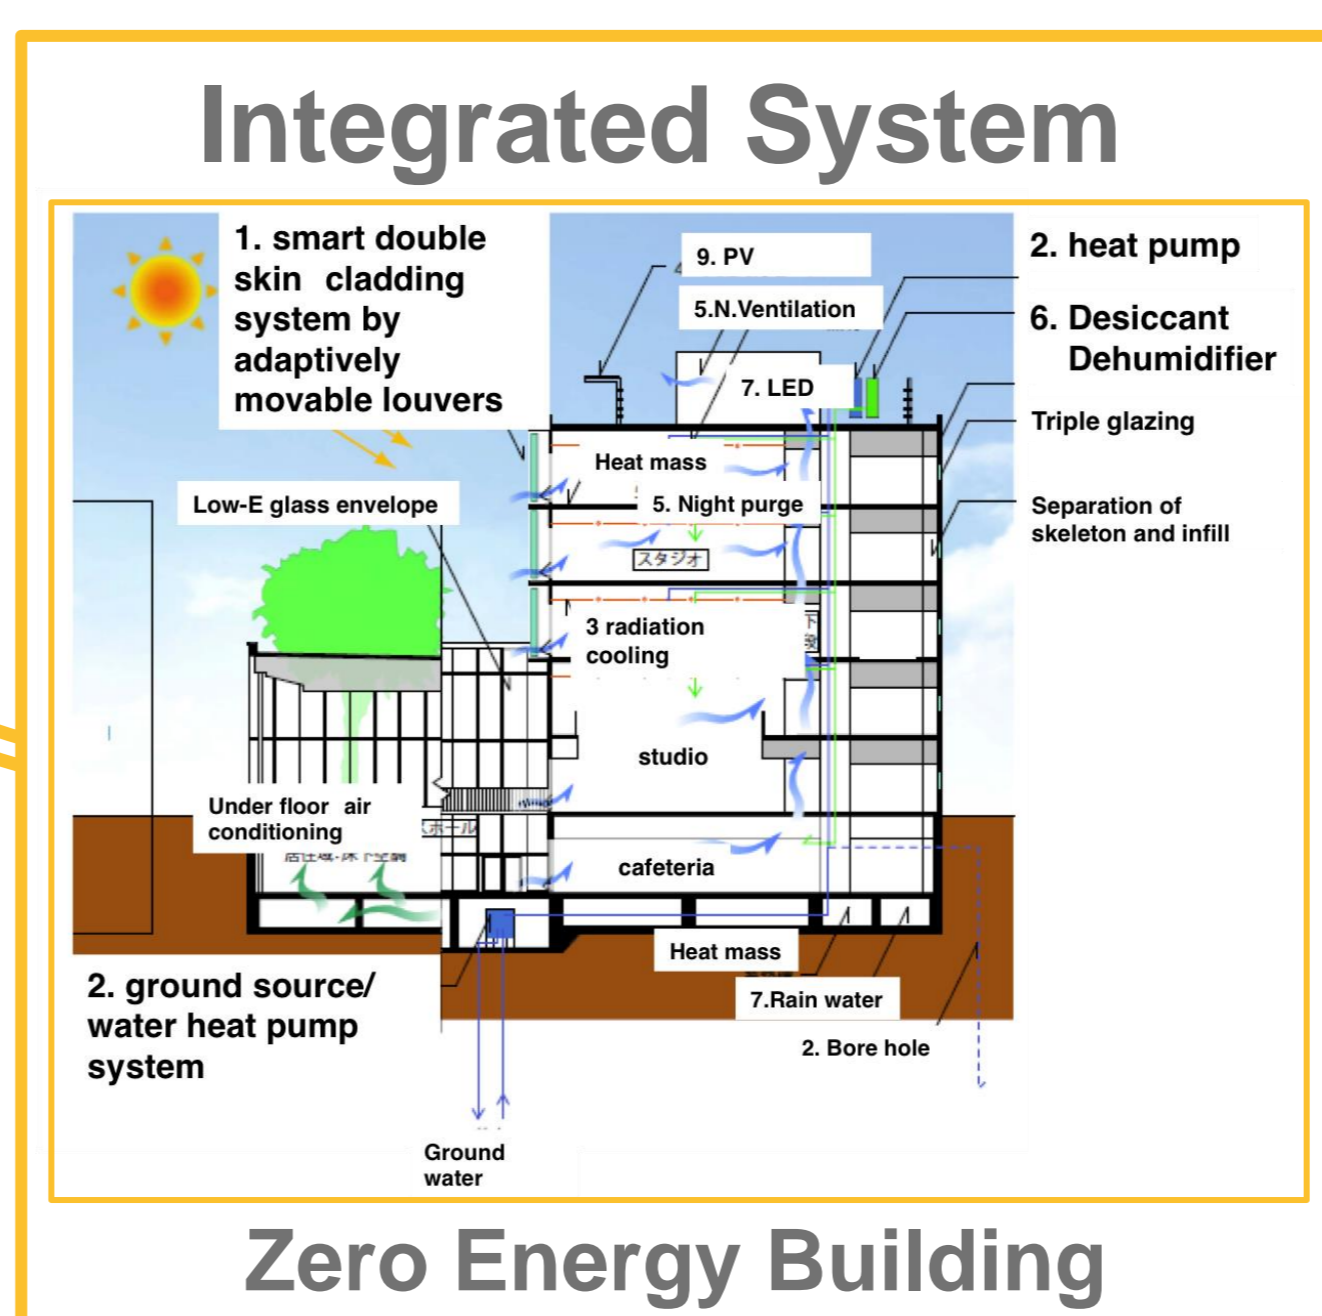 Integrated System
1. smart double
skin cladding
system by
adaptively
movable louvers
9. PV
5.N.Ventilation
7. LED
2. heat pump
6. Desiccant
Dehumidifier
Triple glazing
Separation of
skeleton and infill
Low-E glass envelope
Heat mass
5. Night purge
スタジオ
3 radiation
cooling
studio
Under floor air
conditioning
cafeteria
2. ground source/
water heat pump
system
Heat mass
7.Rain water
2. Bore hole
Ground
water
Zero Energy Building